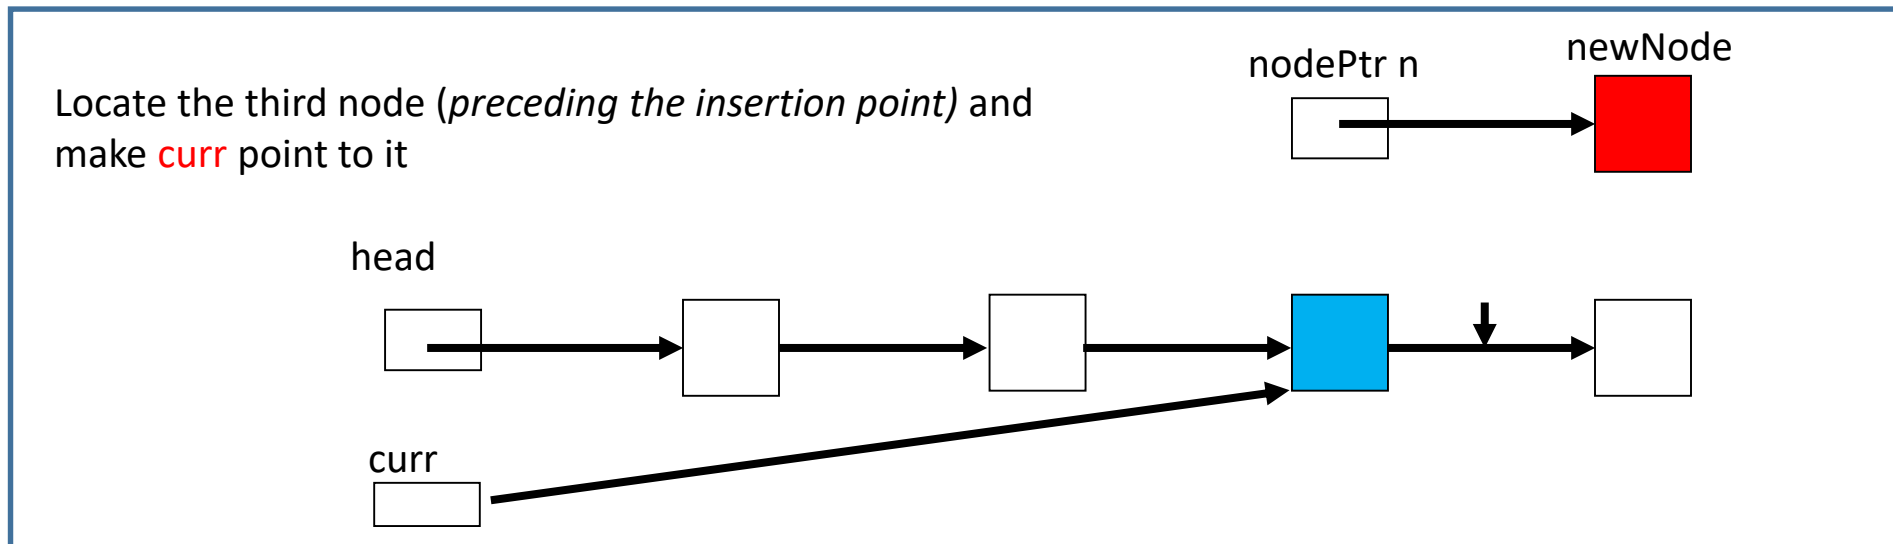 newNode
nodePtr n
Locate the third node (preceding the insertion point) and
make curr point to it
head
curr